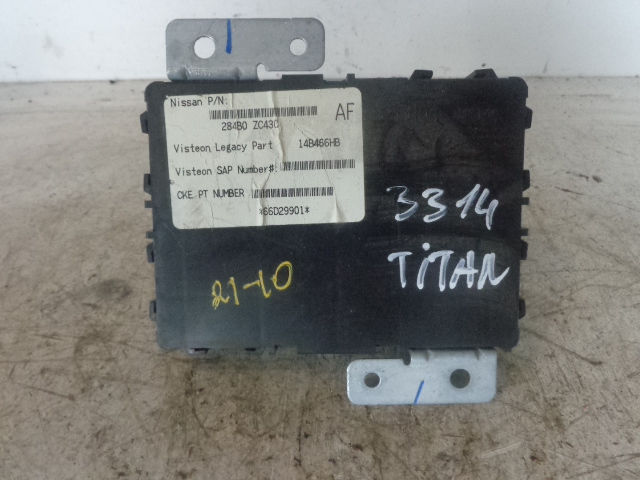 Nissan P/N:
AF
284B0 ZC43C
Visteon Legacy Part 14B466HB
Visteon SAP Number#:
CKE PT NUMBER
*66D29901*
3314
TiTAN
21-10